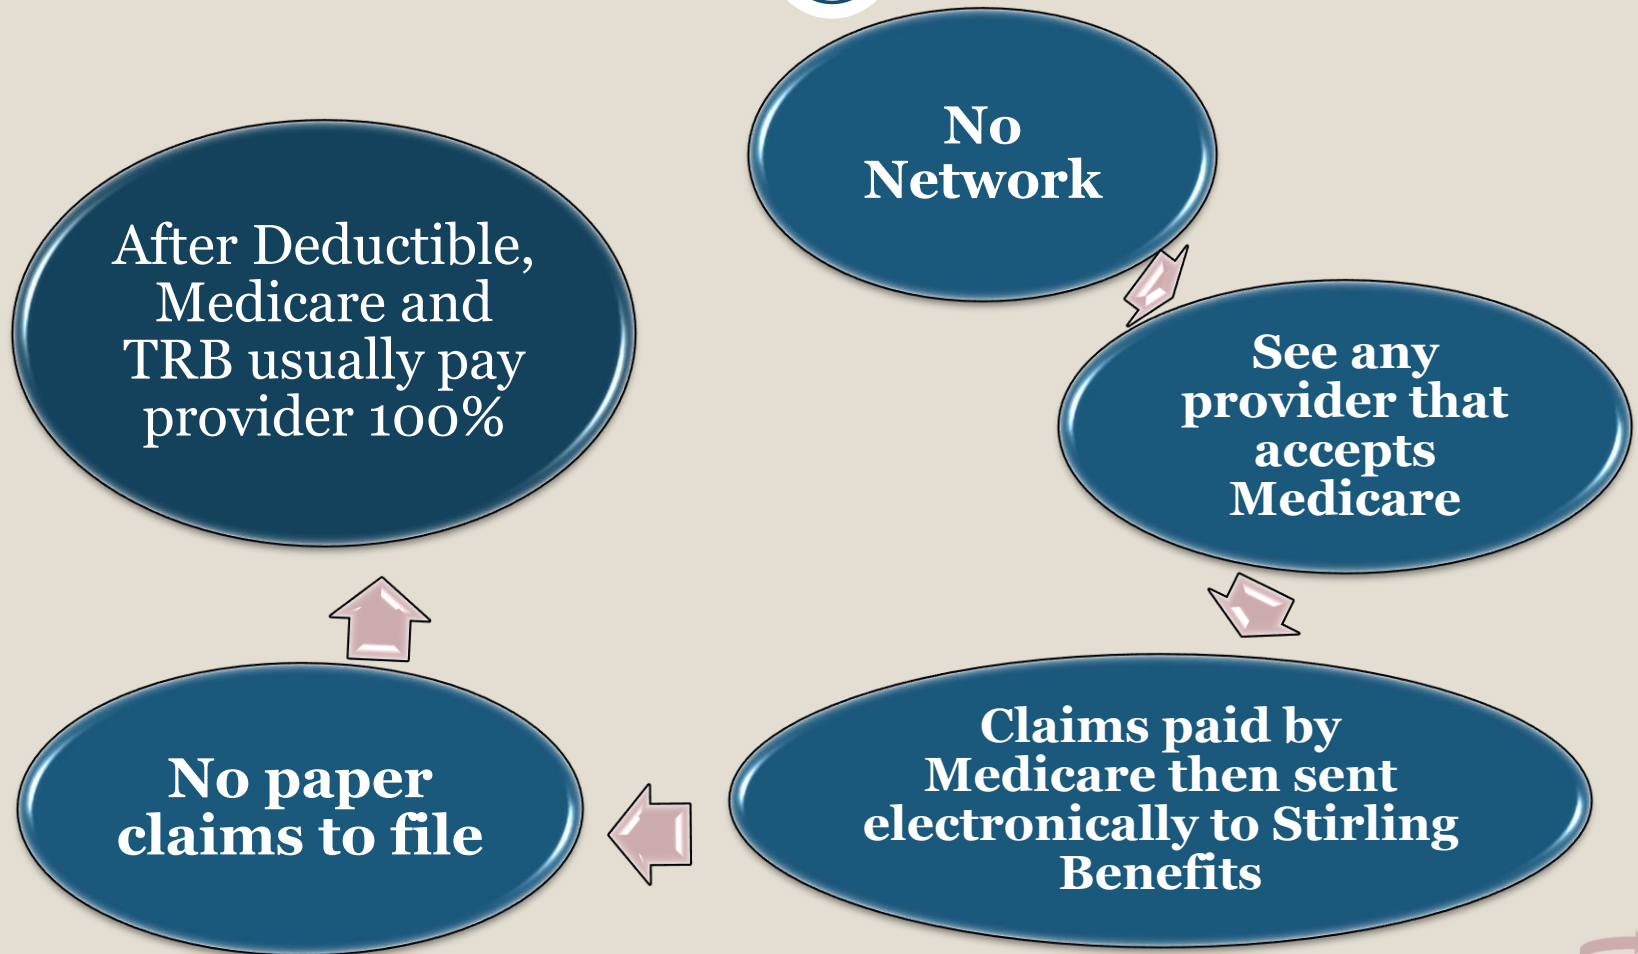 No
Network
See any
provider that
accepts
Medicare
Claims paid by
Medicare then sent
electronically to Stirling
Benefits
No paper
claims to file
After Deductible,
Medicare and
TRB usually pay
provider 100%